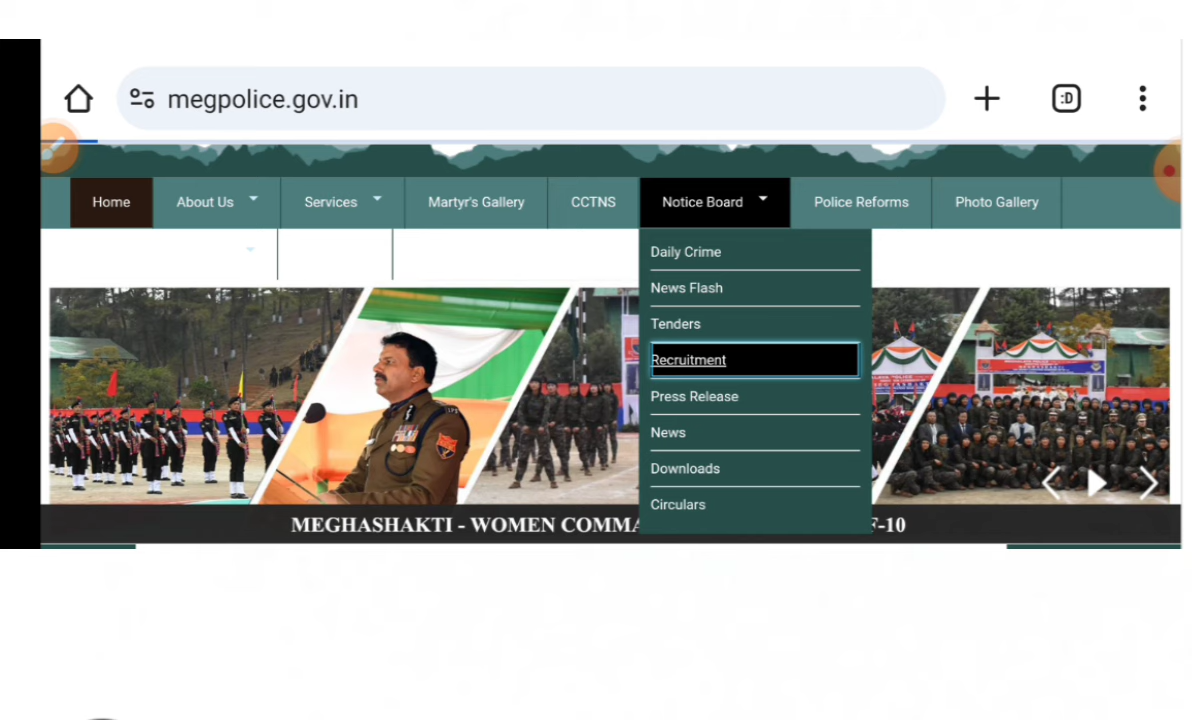 megpolice.gov.in
:D
Home About Us Services Martyr's Gallery CCTNS Notice Board Police Reforms Photo Gallery
Daily Crime
News Flash
Tenders
Recruitment
Press Release
News
Downloads
Circulars
MEGHASHAKTI - WOMEN COMMA F-10